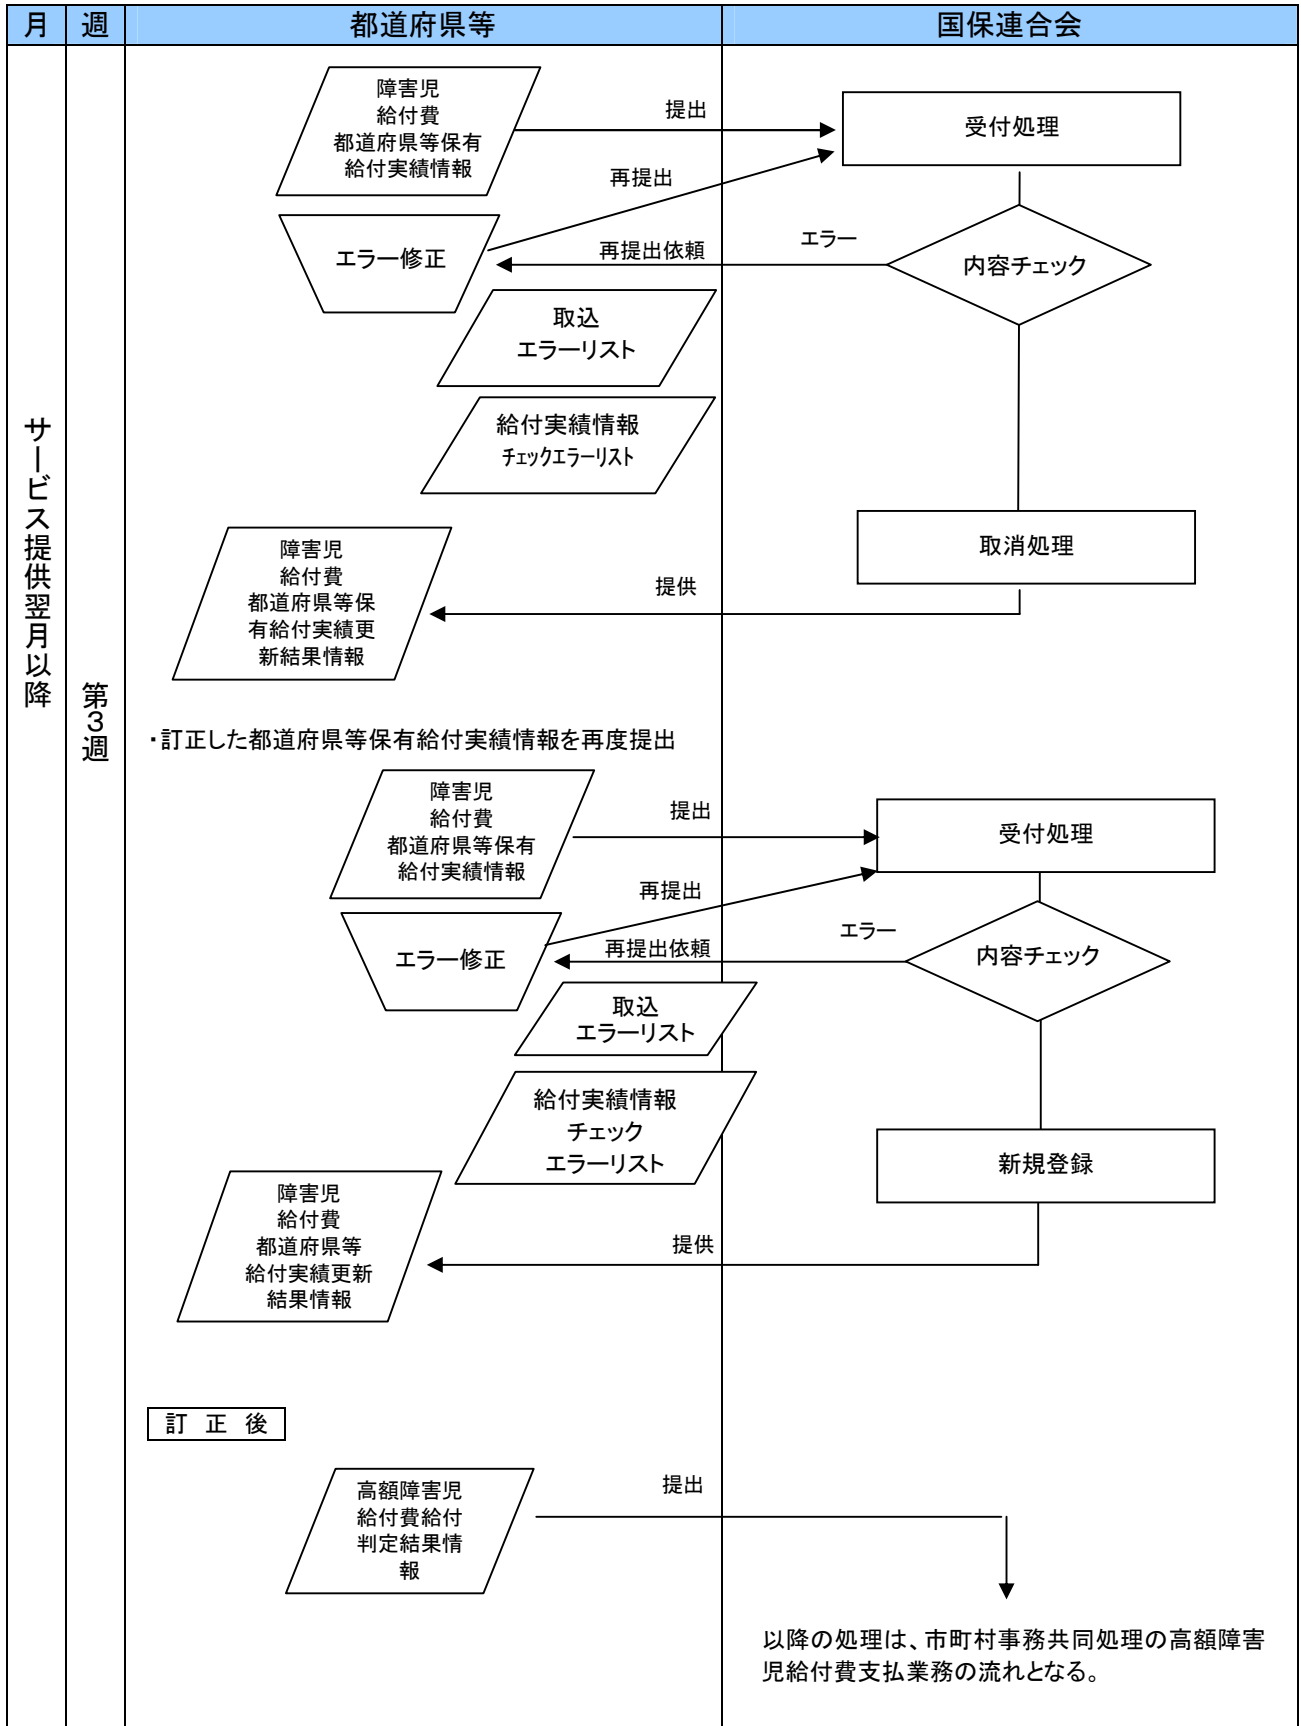 月
週
都道府県等
国保連合会
サービス提供翌月以降
第3週
障害児
給付費
都道府県等保有
給付実績情報
提出
受付処理
再提出
エラー修正
再提出依頼
エラー
内容チェック
取込
エラーリスト
給付実績情報
チェックエラーリスト
取消処理
障害児
給付費
都道府県等保
有給付実績更
新結果情報
提供
・訂正した都道府県等保有給付実績情報を再度提出
障害児
給付費
都道府県等保有
給付実績情報
提出
受付処理
再提出
エラー修正
再提出依頼
エラー
内容チェック
取込
エラーリスト
給付実績情報
チェック
エラーリスト
新規登録
障害児
給付費
都道府県等
給付実績更新
結果情報
提供
訂 正 後
高額障害児
給付費給付
判定結果情
報
提出
以降の処理は、市町村事務共同処理の高額障害
児給付費支払業務の流れとなる。